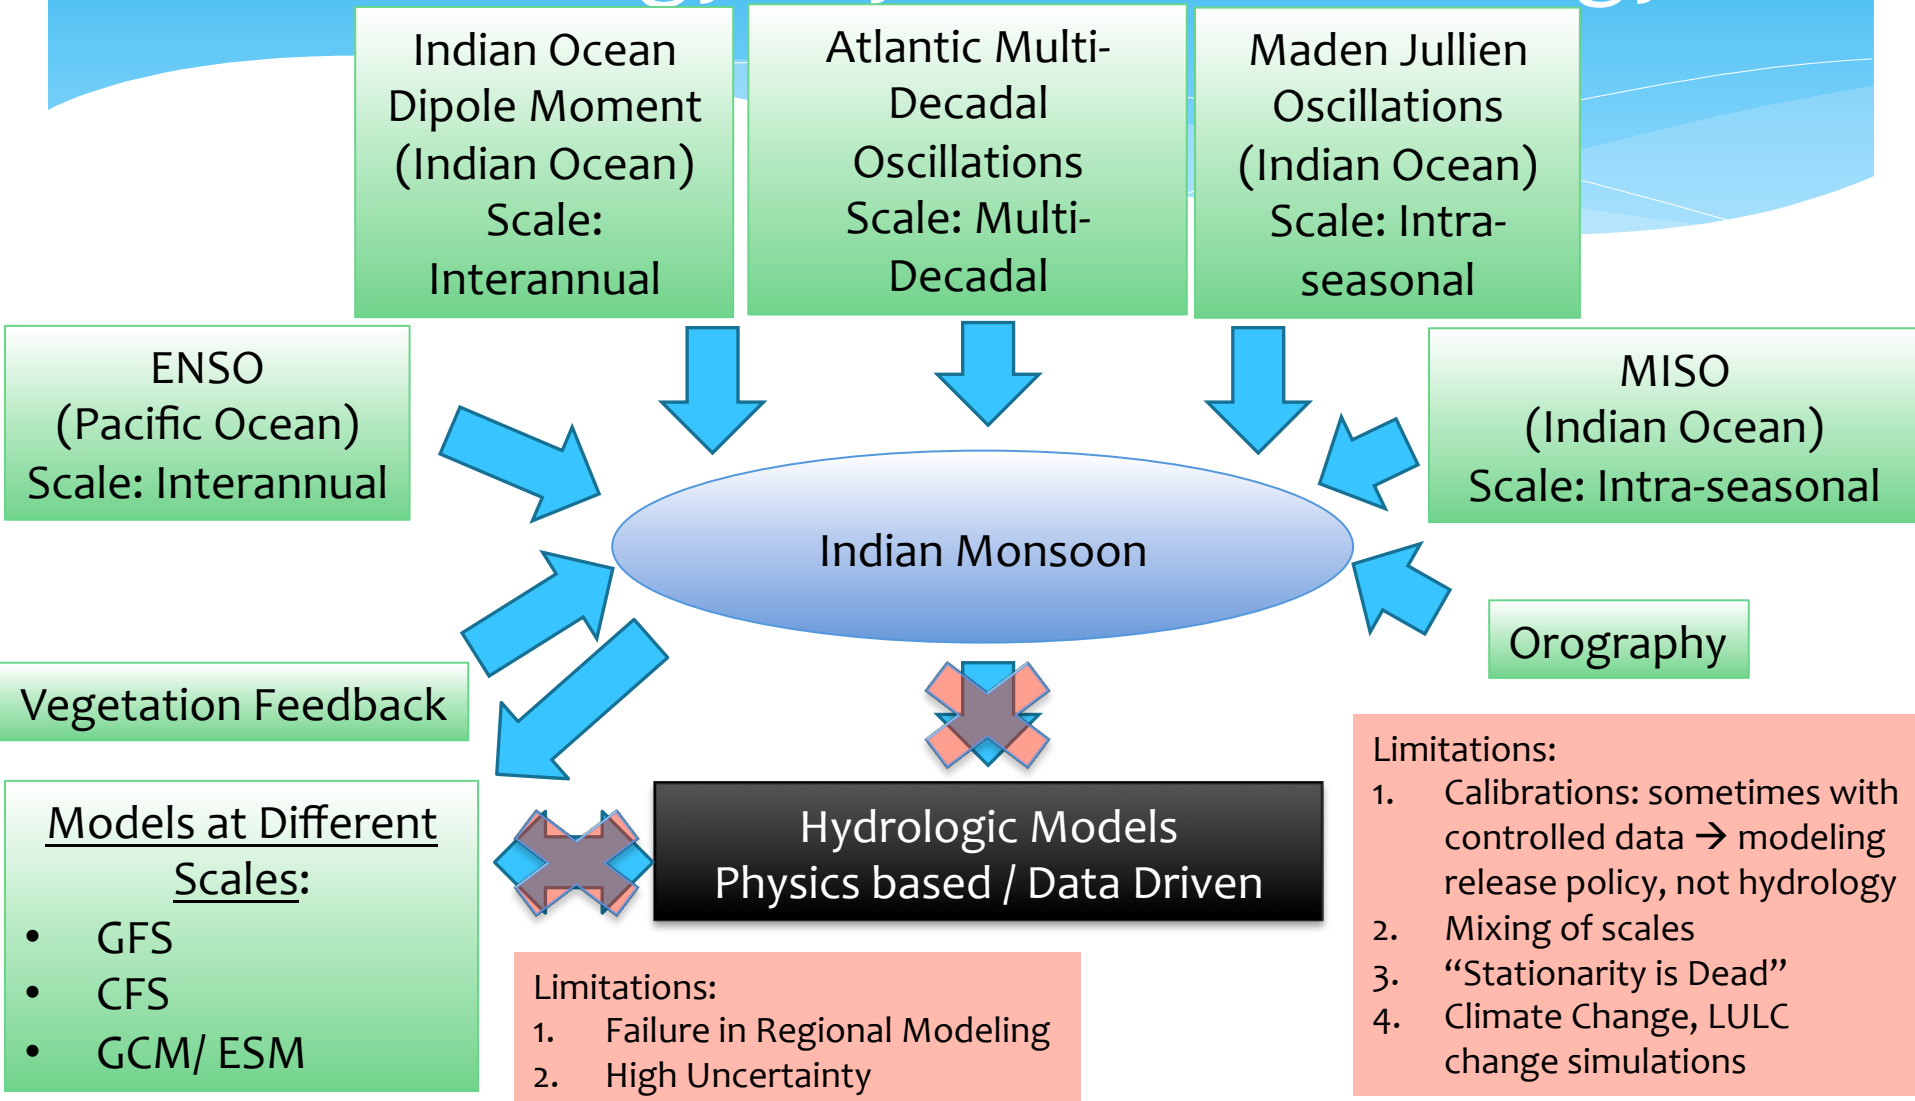 Indian Ocean
Dipole Moment
(Indian Ocean)
Scale:
Interannual
Atlantic Multi-
Decadal
Oscillations
Scale: Multi-
Decadal
Maden Jullien
Oscillations
(Indian Ocean)
Scale: Intra-
seasonal
ENSO
(Pacific Ocean)
Scale: Interannual
MISO
(Indian Ocean)
Scale: Intra-seasonal
Indian Monsoon
Orography
Vegetation Feedback
Models at Different
Scales:
• GFS
• CFS
• GCM/ ESM
Hydrologic Models
Physics based / Data Driven
Limitations:
1. Failure in Regional Modeling
2. High Uncertainty
Limitations:
1. Calibrations: sometimes with
controlled data → modeling
release policy, not hydrology
2. Mixing of scales
3. “Stationarity is Dead”
4. Climate Change, LULC
change simulations